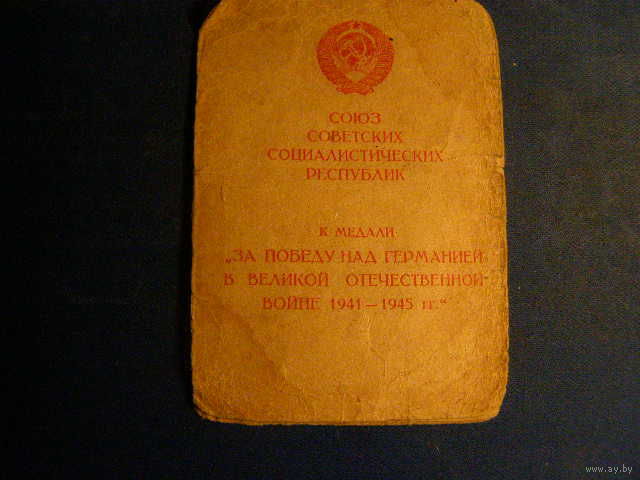 СОЮЗ
СОВЕТСКИХ
СОЦИАЛИСТИЧЕСКИХ
РЕСПУБЛИК
К МЕДАЛИ
„ЗА ПОБЕДУ НАД ГЕРМАНИЕЙ
В ВЕЛИКОЙ ОТЕЧЕСТВЕННОЙ
ВОЙНЕ 1941—1945 гг.“
www.ay.by